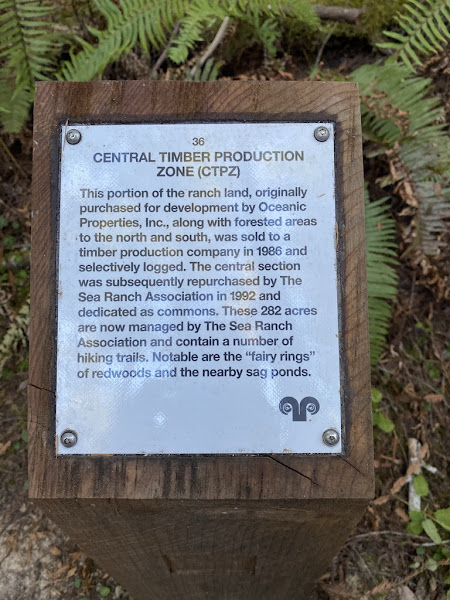 36
CENTRAL TIMBER PRODUCTION
ZONE (CTPZ)
This portion of the ranch land, originally
purchased for development by Oceanic
Properties, Inc., along with forested areas
to the north and south, was sold to a
timber production company in 1986 and
selectively logged. The central section
was subsequently repurchased by The
Sea Ranch Association in 1992 and
dedicated as commons. These 282 acres
are now managed by The Sea Ranch
Association and contain a number of
hiking trails. Notable are the “fairy rings”
of redwoods and the nearby sag ponds.